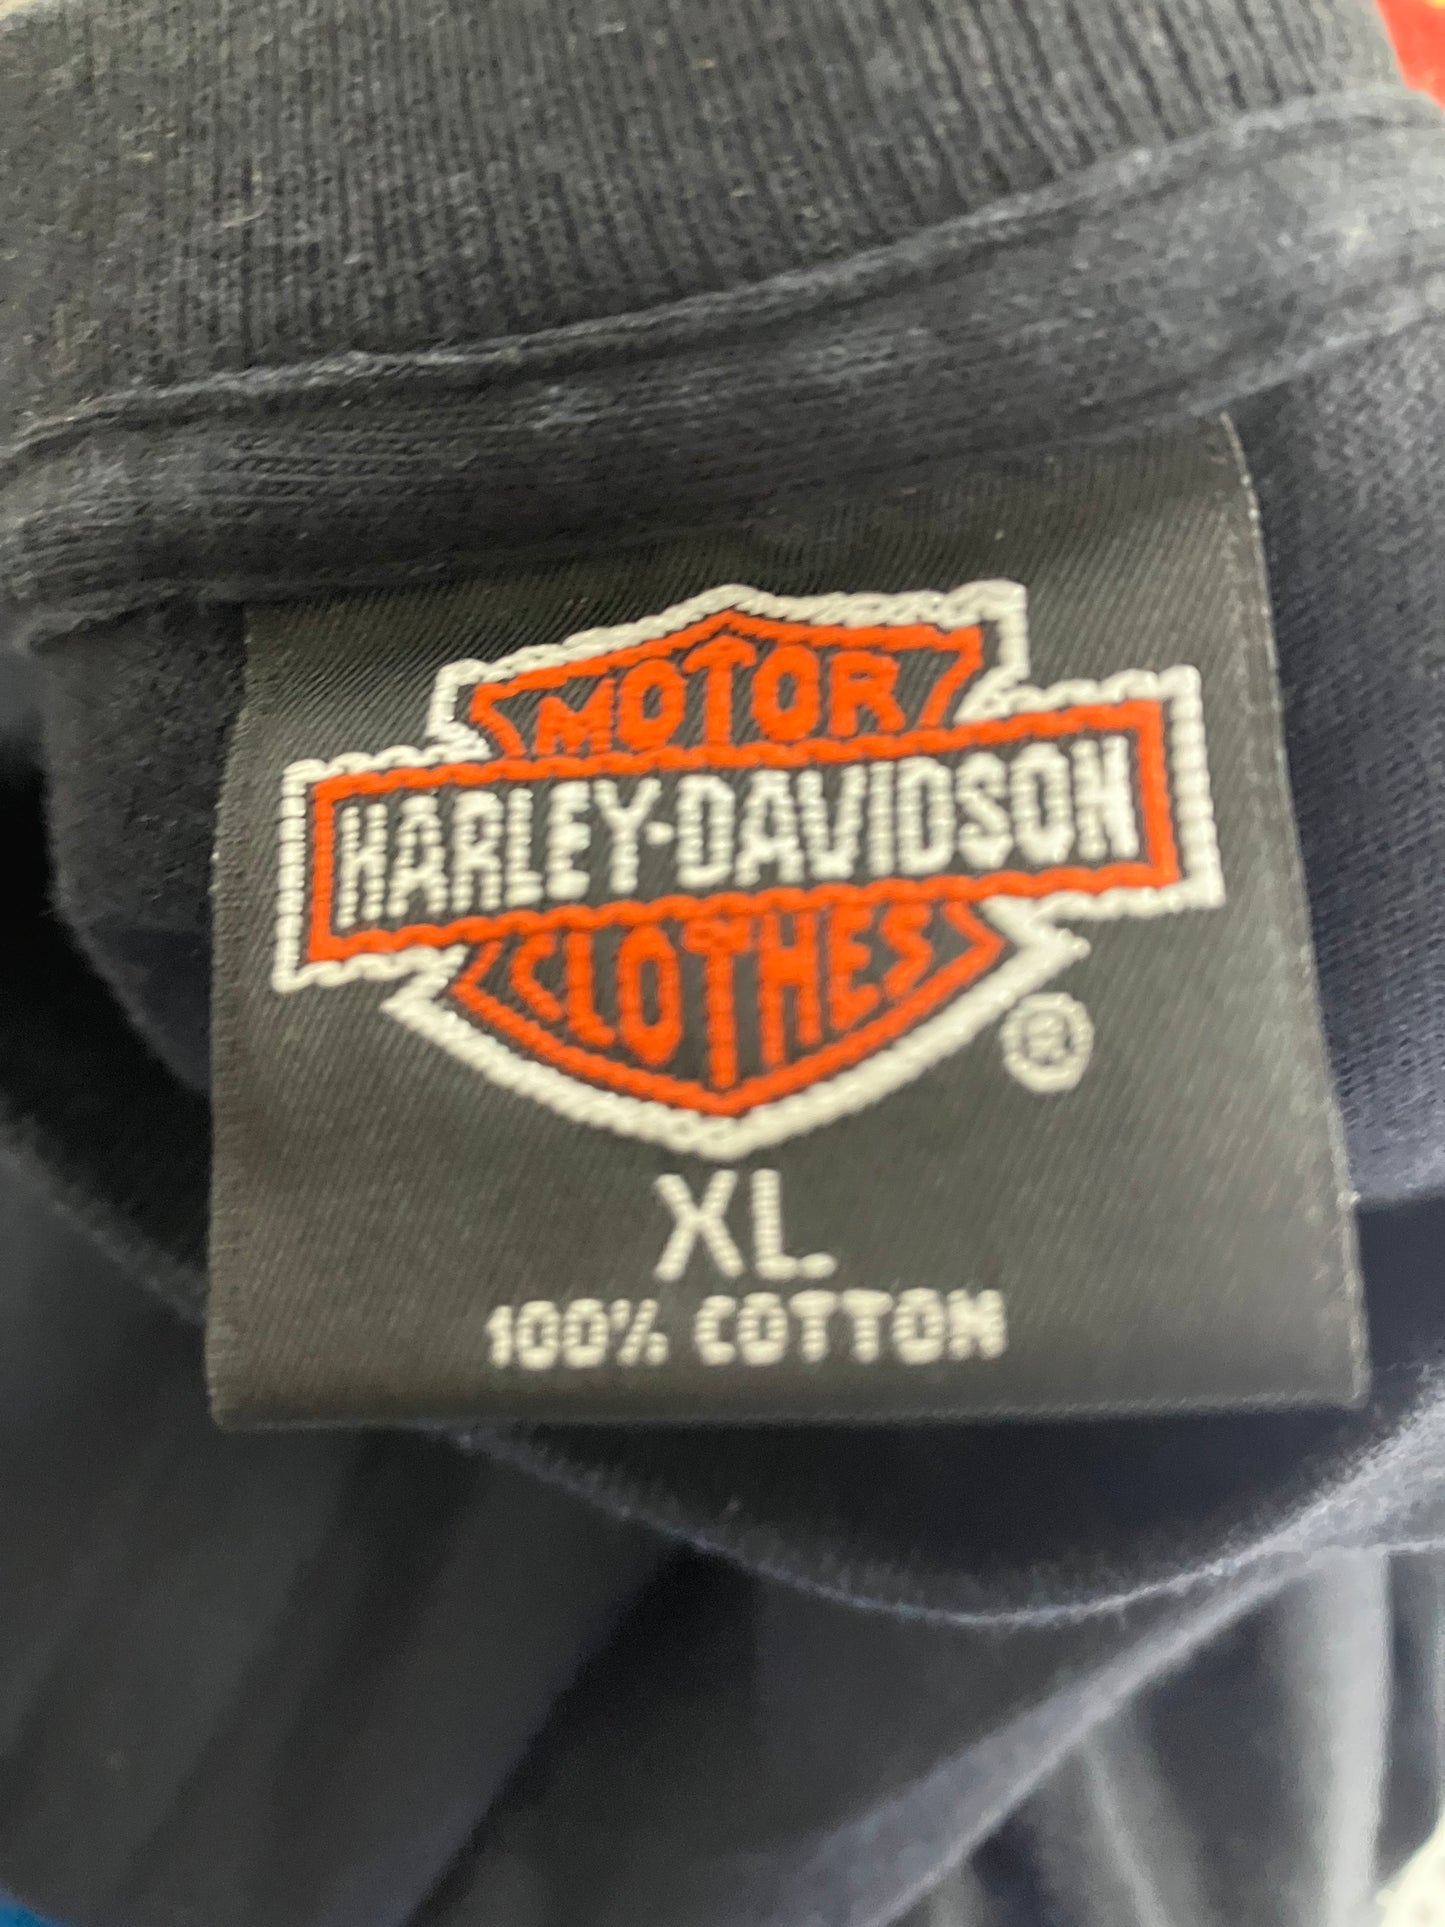 MOTOR
HARLEY-DAVIDSON
CLOTHES
®
XL
100% COTTON